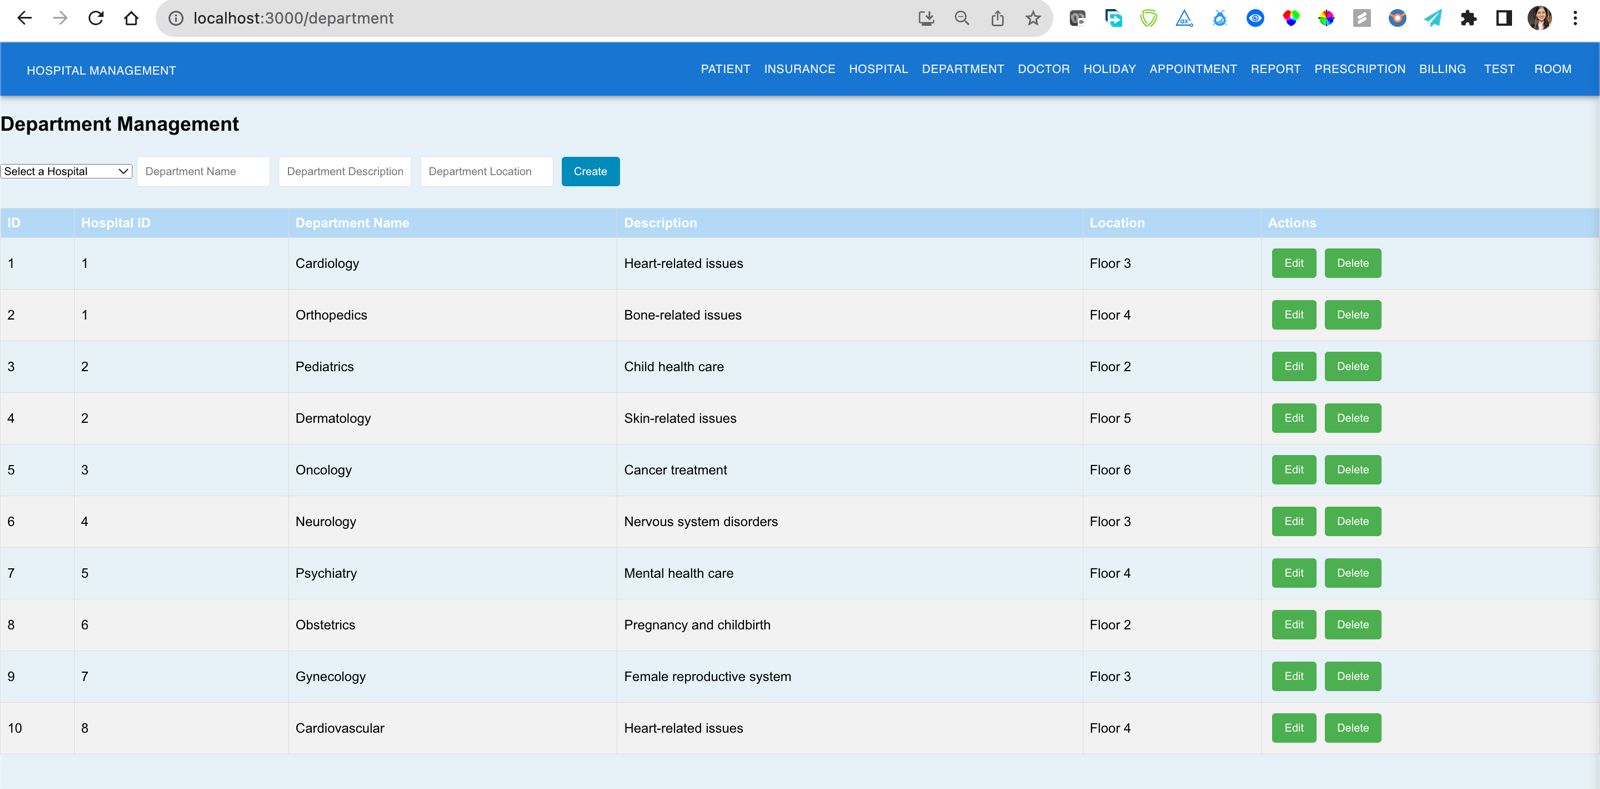 localhost:3000/department
HOSPITAL MANAGEMENT PATIENT INSURANCE HOSPITAL DEPARTMENT DOCTOR HOLIDAY APPOINTMENT REPORT PRESCRIPTION BILLING TEST ROOM
Department Management
Select a Hospital Department Name Department Description Department Location Create
ID Hospital ID Department Name Description Location Actions
1 1 Cardiology Heart-related issues Floor 3 Edit Delete
2 1 Orthopedics Bone-related issues Floor 4 Edit Delete
3 2 Pediatrics Child health care Floor 2 Edit Delete
4 2 Dermatology Skin-related issues Floor 5 Edit Delete
5 3 Oncology Cancer treatment Floor 6 Edit Delete
6 4 Neurology Nervous system disorders Floor 3 Edit Delete
7 5 Psychiatry Mental health care Floor 4 Edit Delete
8 6 Obstetrics Pregnancy and childbirth Floor 2 Edit Delete
9 7 Gynecology Female reproductive system Floor 3 Edit Delete
10 8 Cardiovascular Heart-related issues Floor 4 Edit Delete